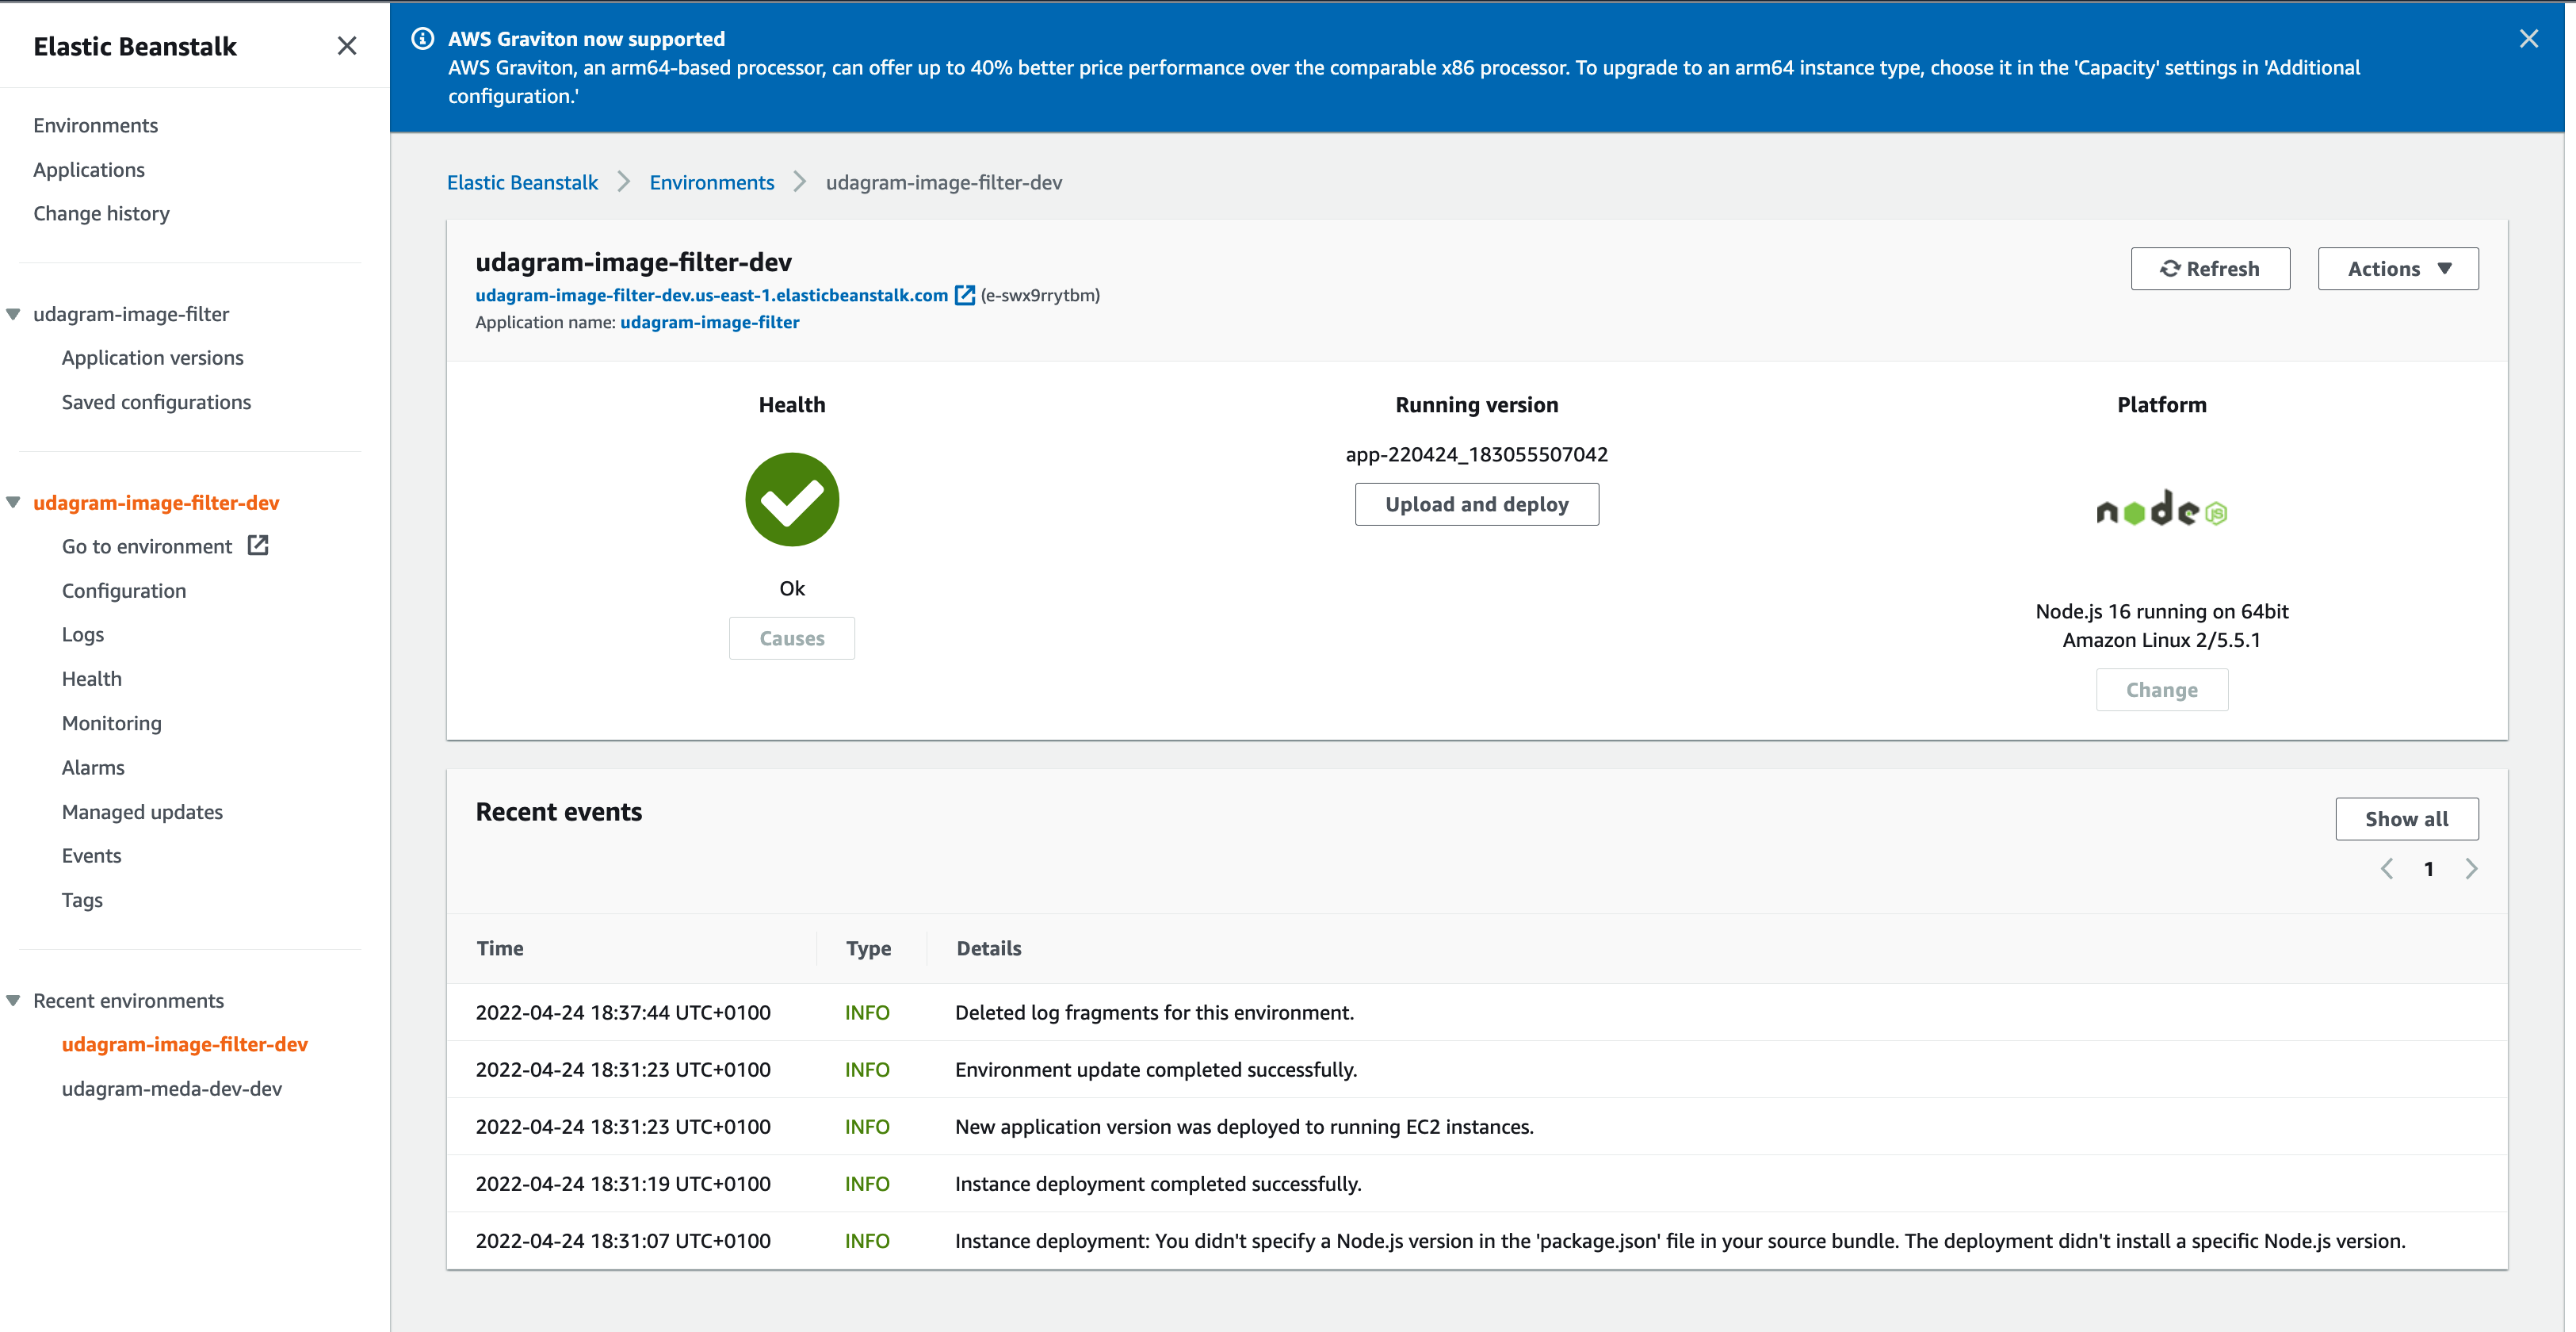 Elastic Beanstalk
Environments
Applications
Change history
udagram-image-filter
Application versions
Saved configurations
udagram-image-filter-dev
Go to environment
Configuration
Logs
Health
Monitoring
Alarms
Managed updates
Events
Tags
Recent environments
udagram-image-filter-dev
udagram-meda-dev-dev
AWS Graviton now supported
AWS Graviton, an arm64-based processor, can offer up to 40% better price performance over the comparable x86 processor. To upgrade to an arm64 instance type, choose it in the 'Capacity' settings in 'Additional
configuration.'
Elastic Beanstalk Environments udagram-image-filter-dev
udagram-image-filter-dev
udagram-image-filter-dev.us-east-1.elasticbeanstalk.com (e-swx9rrytbm)
Application name: udagram-image-filter
Refresh Actions
Health
Ok
Causes
Running version
app-220424_183055507042
Upload and deploy
Platform
node JS
Node.js 16 running on 64bit
Amazon Linux 2/5.5.1
Change
Recent events
Show all
1
Time Type Details
2022-04-24 18:37:44 UTC+0100 INFO Deleted log fragments for this environment.
2022-04-24 18:31:23 UTC+0100 INFO Environment update completed successfully.
2022-04-24 18:31:23 UTC+0100 INFO New application version was deployed to running EC2 instances.
2022-04-24 18:31:19 UTC+0100 INFO Instance deployment completed successfully.
2022-04-24 18:31:07 UTC+0100 INFO Instance deployment: You didn't specify a Node.js version in the 'package.json' file in your source bundle. The deployment didn't install a specific Node.js version.